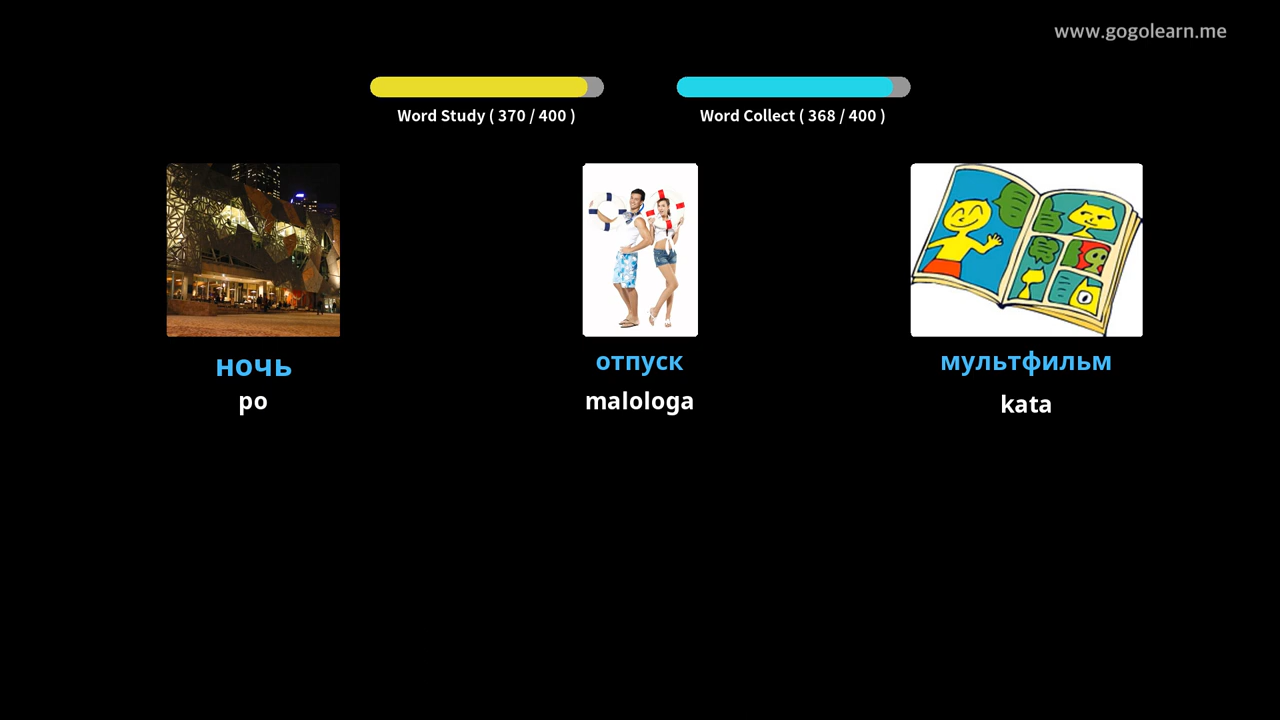 www.gogolearn.me
Word Study ( 370 / 400 )
Word Collect ( 368 / 400 )
ночь
отпуск
мультфильм
po
malologa
kata